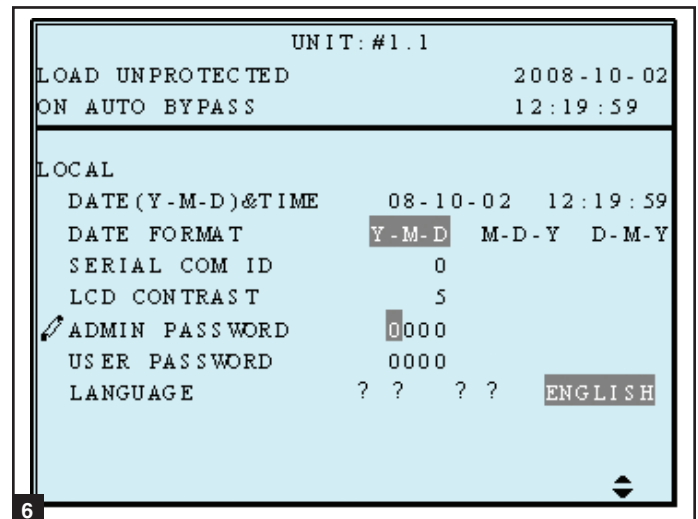 UNIT:#1.1
LOAD UNPROTECTED 2008-10-02
ON AUTO BYPASS 12:19:59
LOCAL
DATE(Y-M-D)&TIME 08-10-02 12:19:59
DATE FORMAT Y-M-D M-D-Y D-M-Y
SERIAL COM ID 0
LCD CONTRAST 5
ADMIN PASSWORD 0000
USER PASSWORD 0000
LANGUAGE ? ? ? ? ENGLISH
6